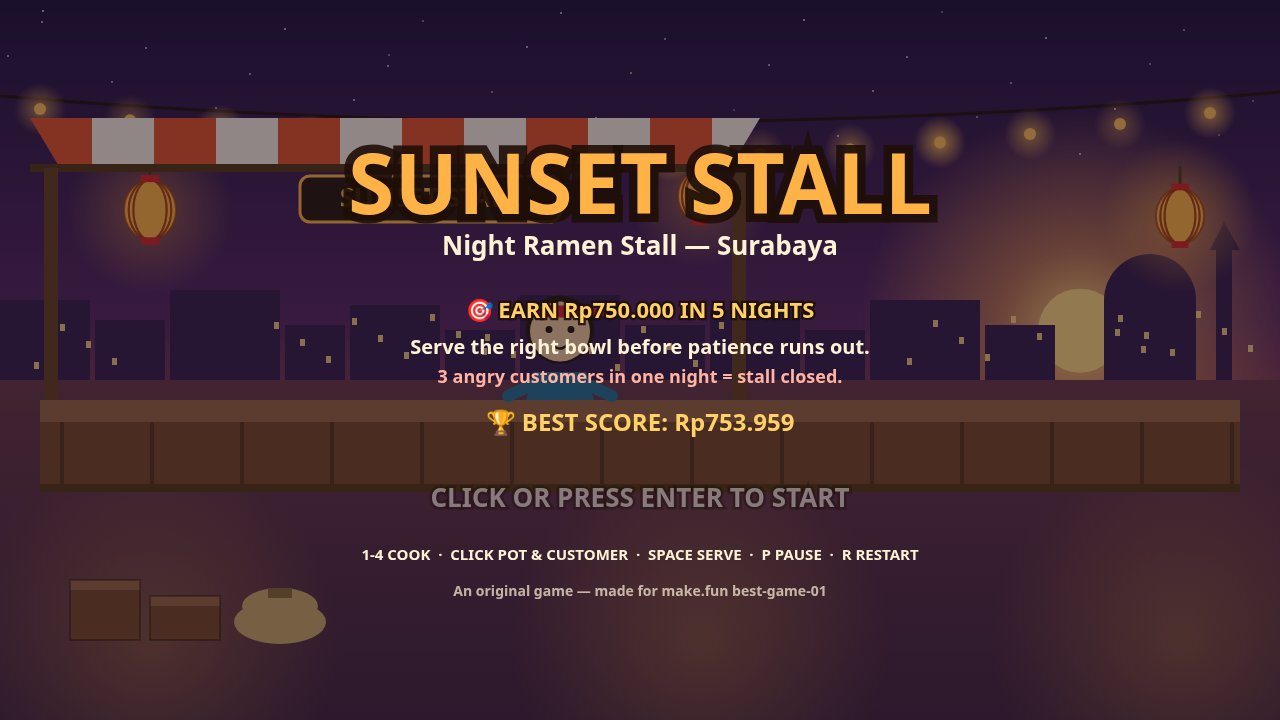 SUNSET STALL
Night Ramen Stall — Surabaya
🎯 EARN Rp750.000 IN 5 NIGHTS
Serve the right bowl before patience runs out.
3 angry customers in one night = stall closed.
🏆 BEST SCORE: Rp753.959
CLICK OR PRESS ENTER TO START
1-4 COOK · CLICK POT & CUSTOMER · SPACE SERVE · P PAUSE · R RESTART
An original game — made for make.fun best-game-01